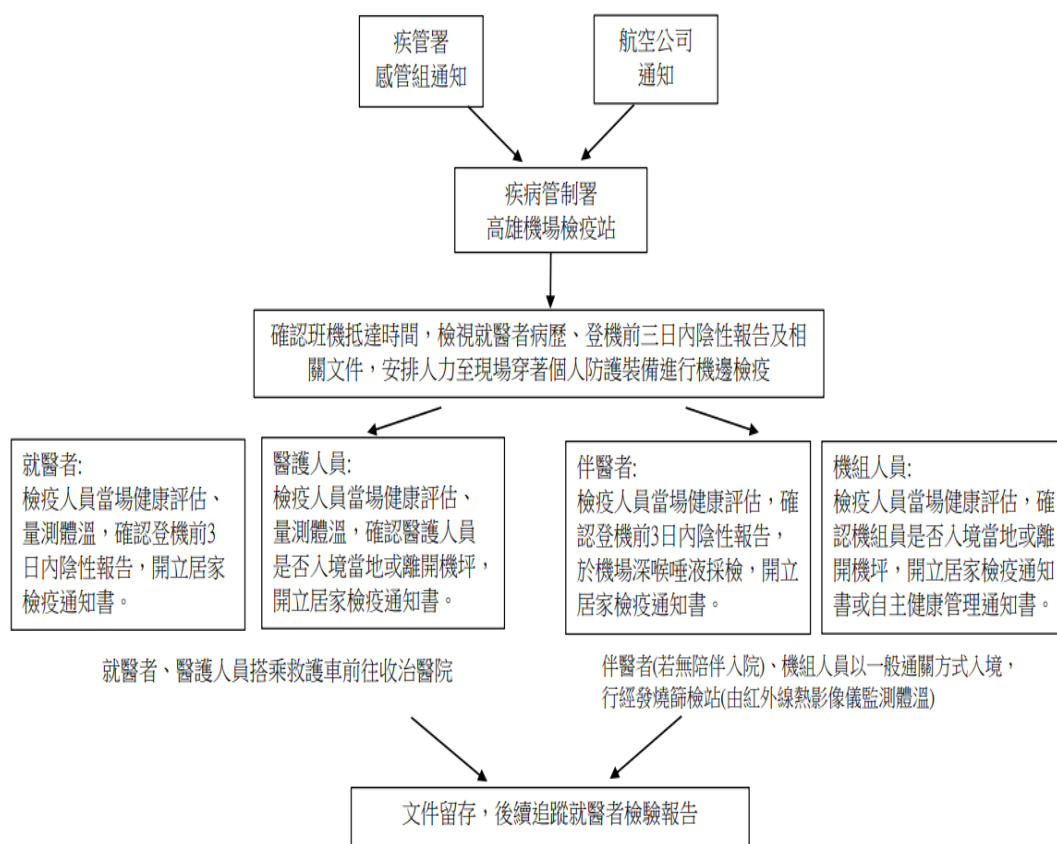 疾管署
感管組通知
航空公司
通知
疾病管制署
高雄機場檢疫站
確認班機抵達時間，檢視就醫者病歷、登機前三日內陰性報告及相
關文件，安排人力至現場穿著個人防護裝備進行機邊檢疫
就醫者:
檢疫人員當場健康評估、
量測體溫，確認登機前3
日內陰性報告，開立居家
檢疫通知書。
醫護人員:
檢疫人員當場健康評估、
量測體溫，確認醫護人員
是否入境當地或離開機坪，
開立居家檢疫通知書。
伴醫者:
檢疫人員當場健康評估，確
認登機前3日內陰性報告，
於機場深喉唾液採檢，開立
居家檢疫通知書。
機組人員:
檢疫人員當場健康評估，確
認機組員是否入境當地或離
開機坪，開立居家檢疫通知
書或自主健康管理通知書。
就醫者、醫護人員搭乘救護車前往收治醫院
伴醫者(若無陪伴入院)、機組人員以一般通關方式入境，
行經發燒篩檢站(由紅外線熱影像儀監測體溫)
文件留存，後續追蹤就醫者檢驗報告